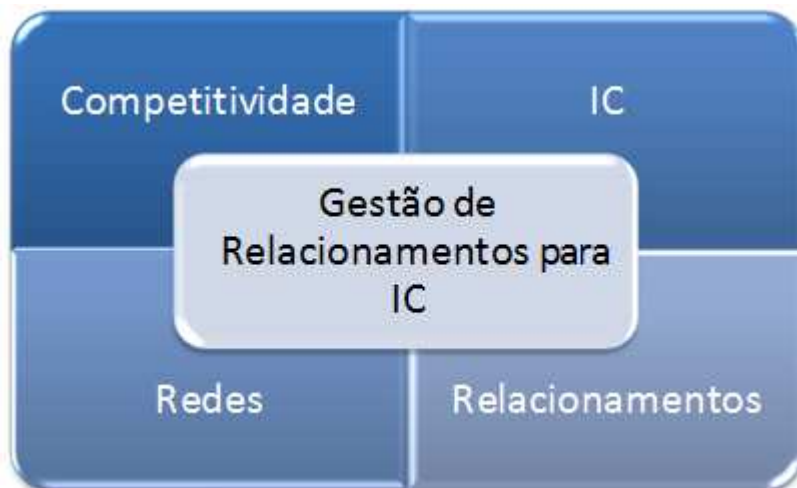 Competitividade
IC
Gestão de
Relacionamentos para
IC
Redes
Relacionamentos